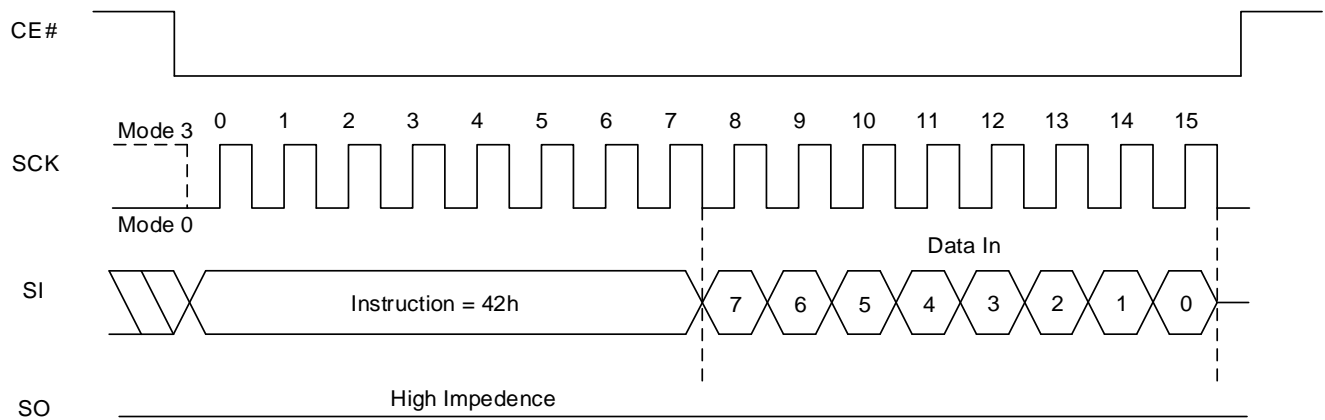 CE#
Mode 3
0 1 2 3 4 5 6 7 8 9 10 11 12 13 14 15
SCK
Mode 0
Data In
SI
Instruction = 42h
7 6 5 4 3 2 1 0
High Impedence
SO